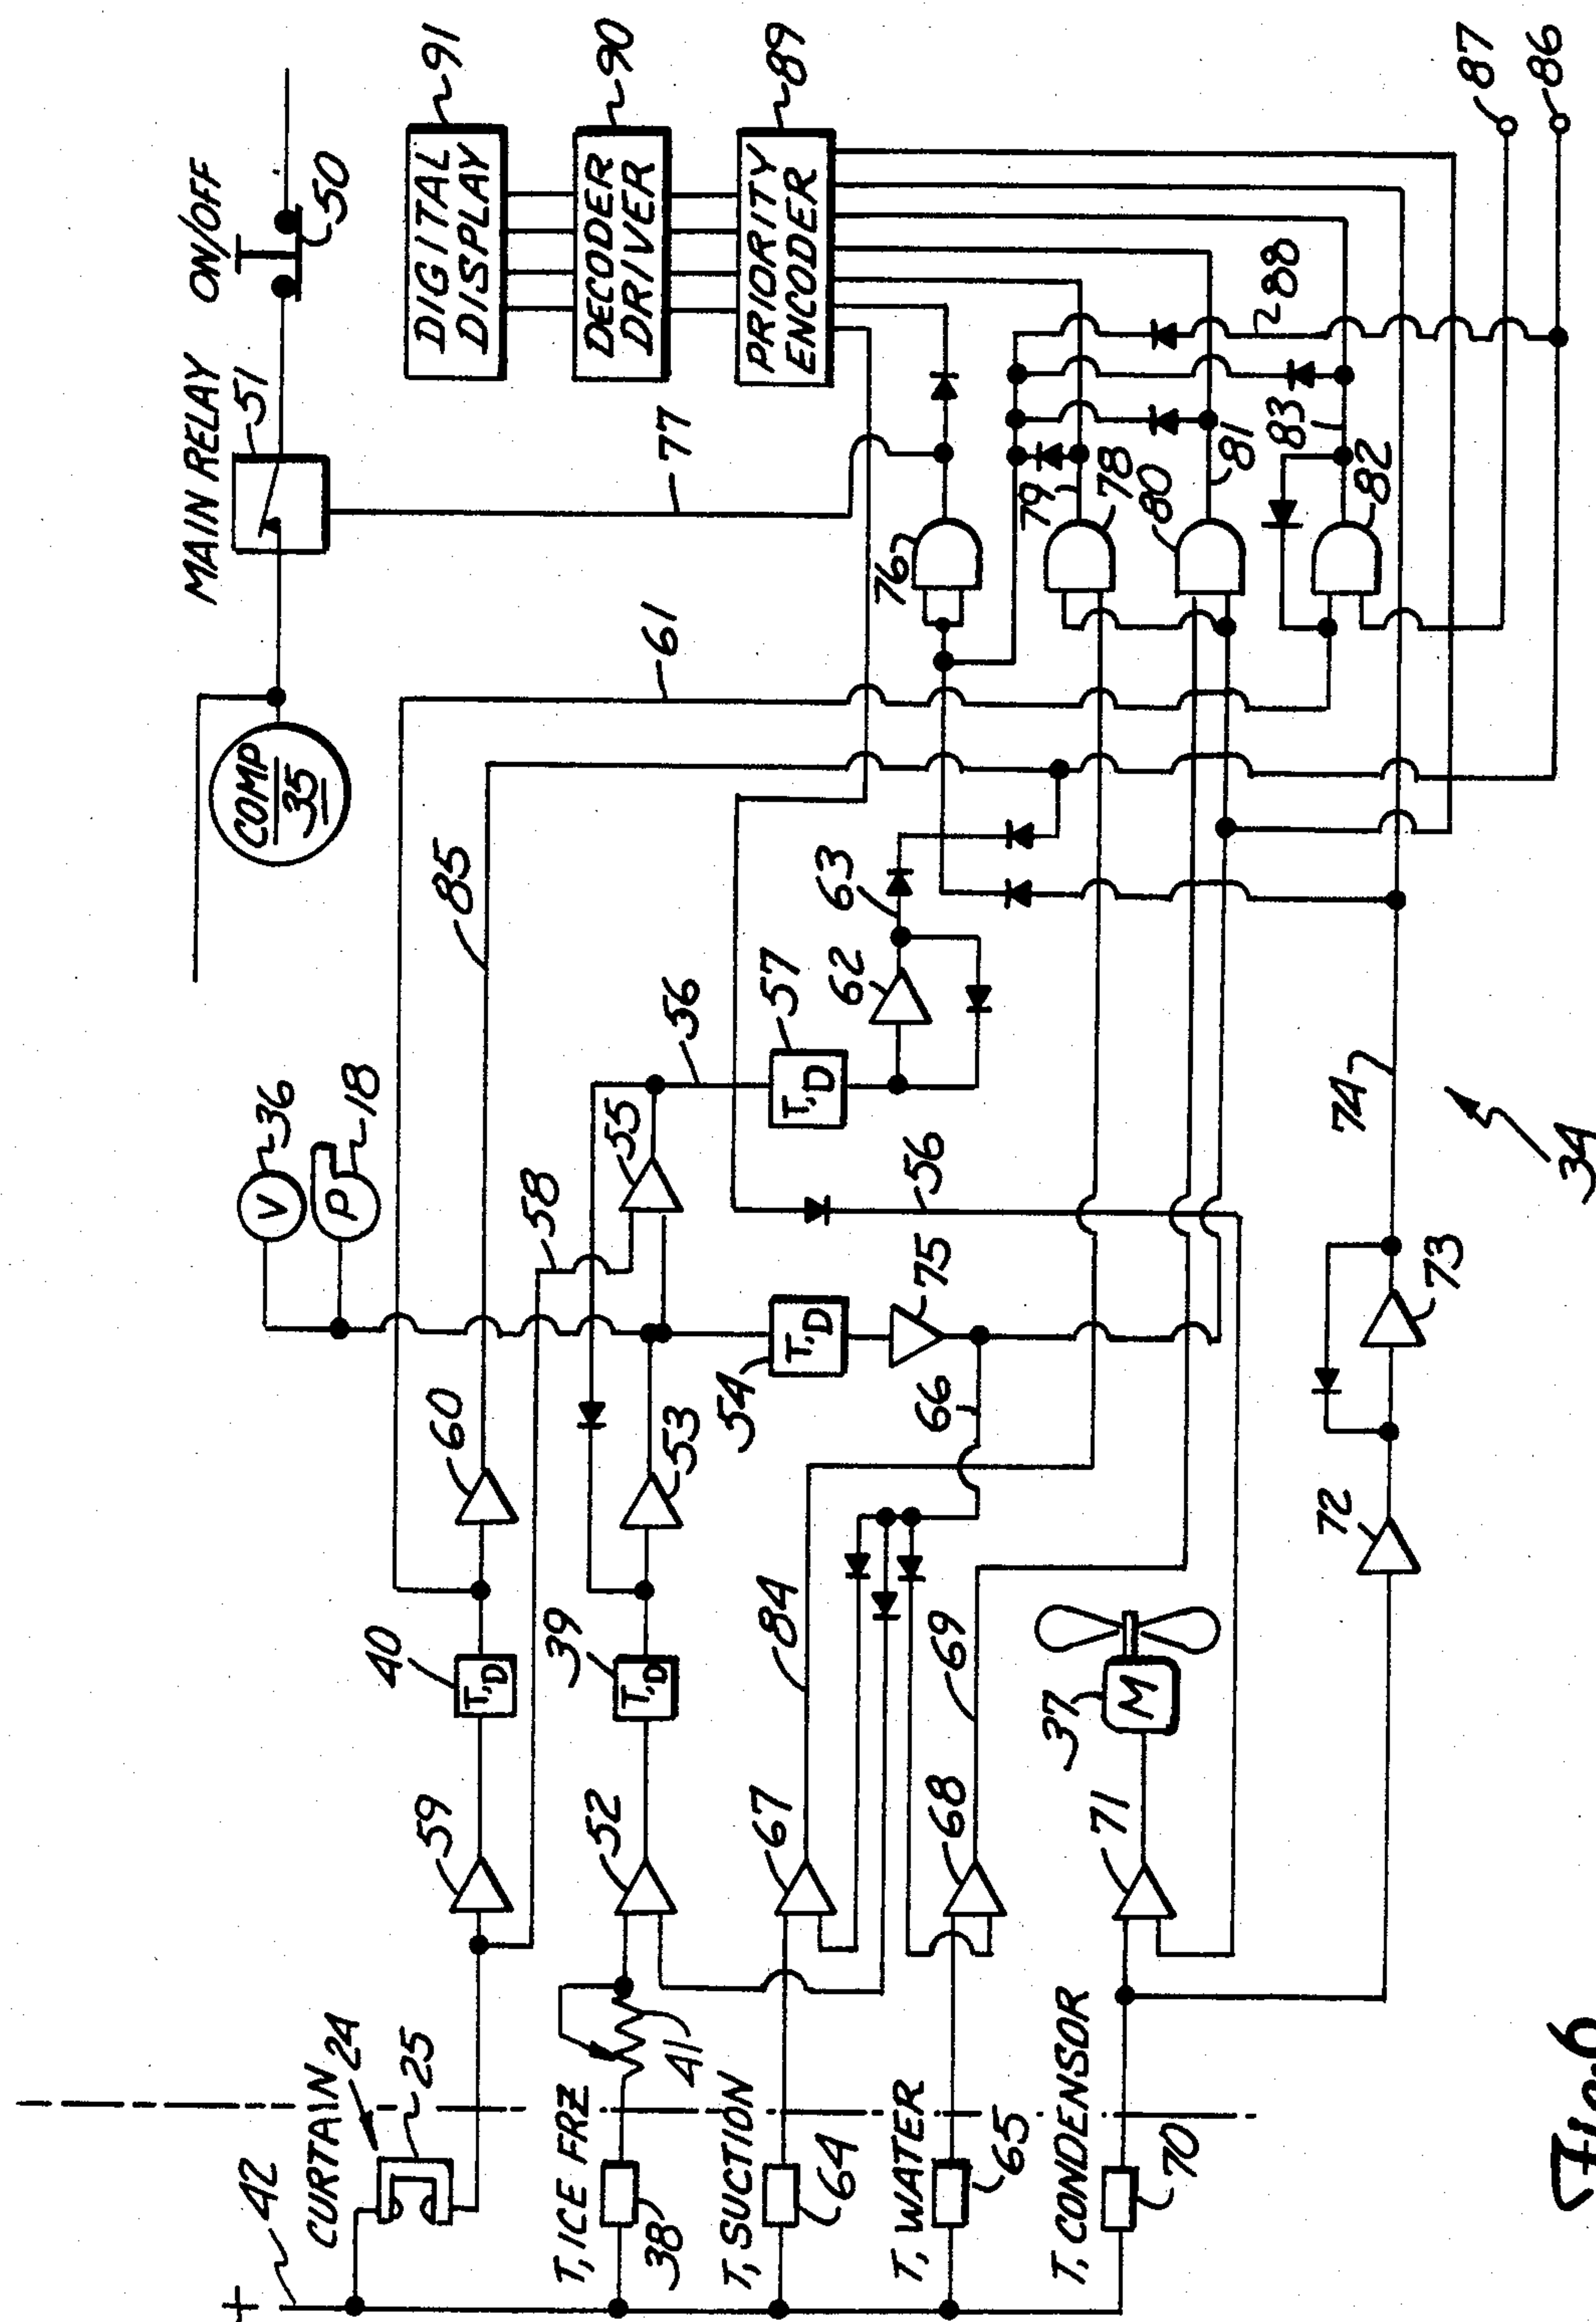 ON/OFF
50
MAIN RELAY
51
COMP
35
DIGITAL
DISPLAY
91
DECODER
DRIVER
90
PRIORITY
ENCODER
89
77
61
85
36
V
18
P
58
55
56
57
T,D
62
63
76
79
78
80
81
82
83
88
87
86
60
53
54
T,D
75
66
56
74
34
73
72
40
T,D
39
T,D
84
69
37
M
59
52
67
68
71
+
42
CURTAIN
24
25
T, ICE FRZ
38
41
T, SUCTION
64
T, WATER
65
T, CONDENSOR
70
Fig. 6